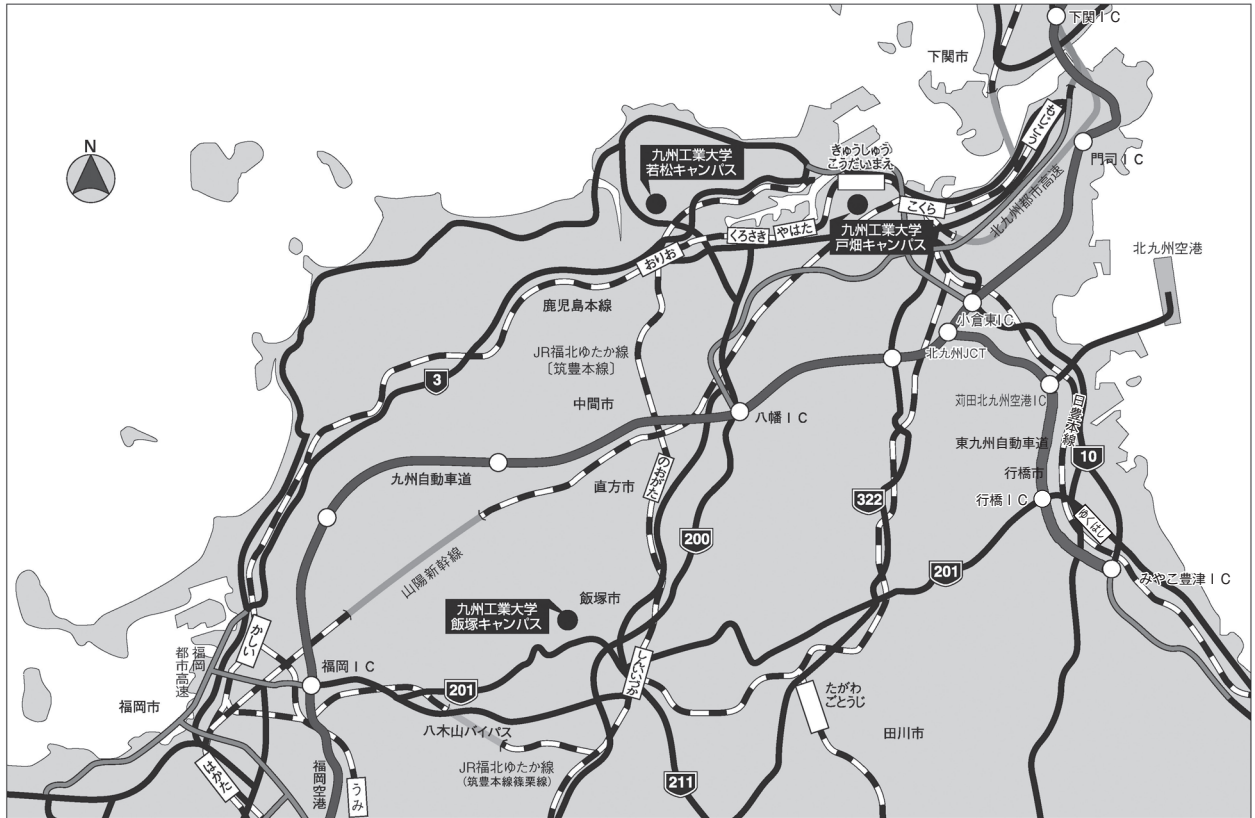 下関ＩＣ
下関市
N
九州工業大学
若松キャンパス
きゅうしゅう
こうだいまえ
もじこう
門司ＩＣ
北九州都市高速
こくら
九州工業大学
戸畑キャンパス
くろさき
やはた
おりお
北九州空港
鹿児島本線
小倉東IC
北九州JCT
JR福北ゆたか線
〔筑豊本線〕
3
中間市
八幡ＩＣ
苅田北九州空港IC
日豊本線
東九州自動車道
10
行橋市
九州自動車道
のおがた
直方市
322
行橋ＩＣ
ゆくはし
200
山陽新幹線
201
みやこ豊津ＩＣ
九州工業大学
飯塚キャンパス
飯塚市
かしい
福岡
都市高速
福岡ＩＣ
しんいいづか
201
たがわ
ごとうじ
福岡市
八木山バイパス
田川市
はかた
福岡空港
うみ
JR福北ゆたか線
（筑豊本線篠栗線）
211